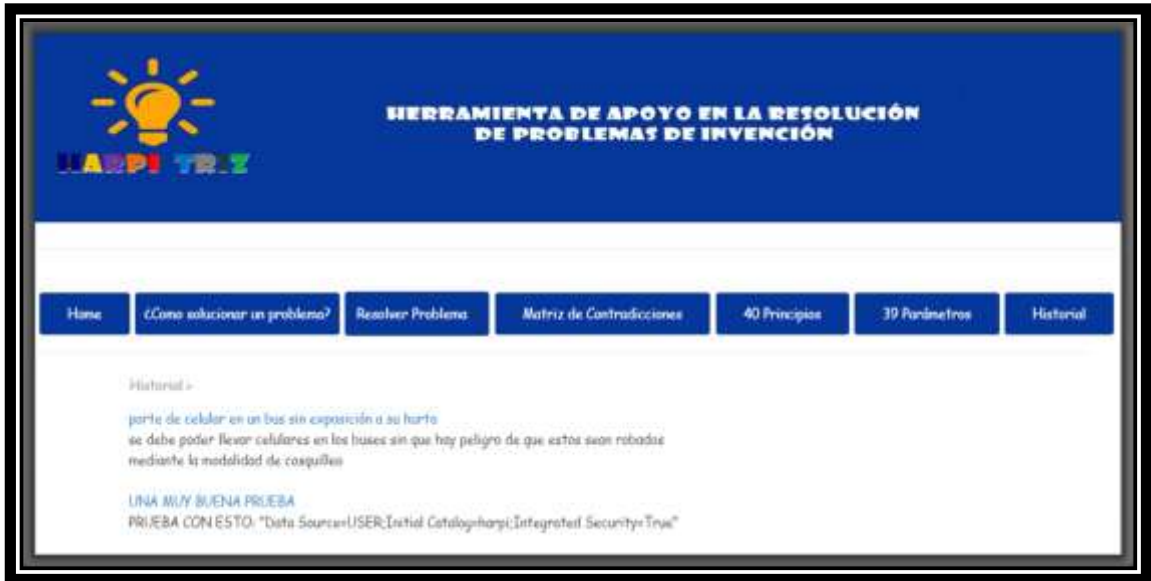 HERRAMIENTA DE APOYO EN LA RESOLUCIÓN
DE PROBLEMAS DE INVENCIÓN
HARPI TRIZ
Home
¿Como solucionar un problema?
Resolver Problema
Matriz de Contradicciones
40 Principios
39 Parámetros
Historial
Historial >
porte de celular en un bus sin exposición a su hurto
se debe poder llevar celulares en los buses sin que hay peligro de que estos sean robados
mediante la modalidad de cosquilleo
UNA MUY BUENA PRUEBA
PRUEBA CON ESTO: "Data Source=USER;Initial Catalog=harpi;Integrated Security=True"